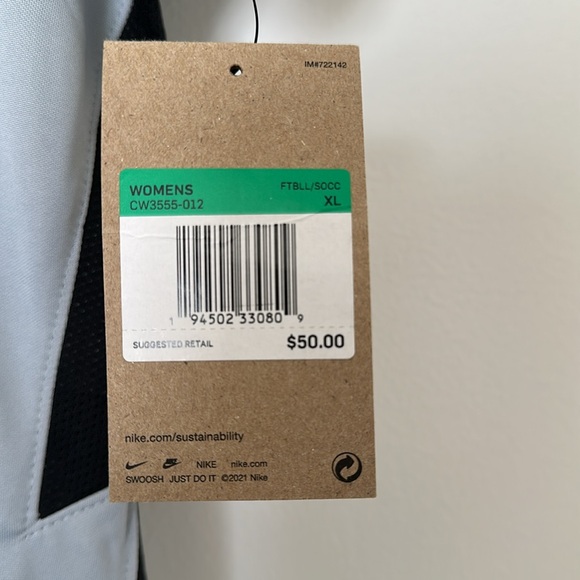 IM#722142
WOMENS FTBLL/SOCC
CW3555-012 XL
1 94502 33080 9
SUGGESTED RETAIL $50.00
nike.com/sustainability
NIKE nike.com
SWOOSH JUST DO IT ©2021 Nike